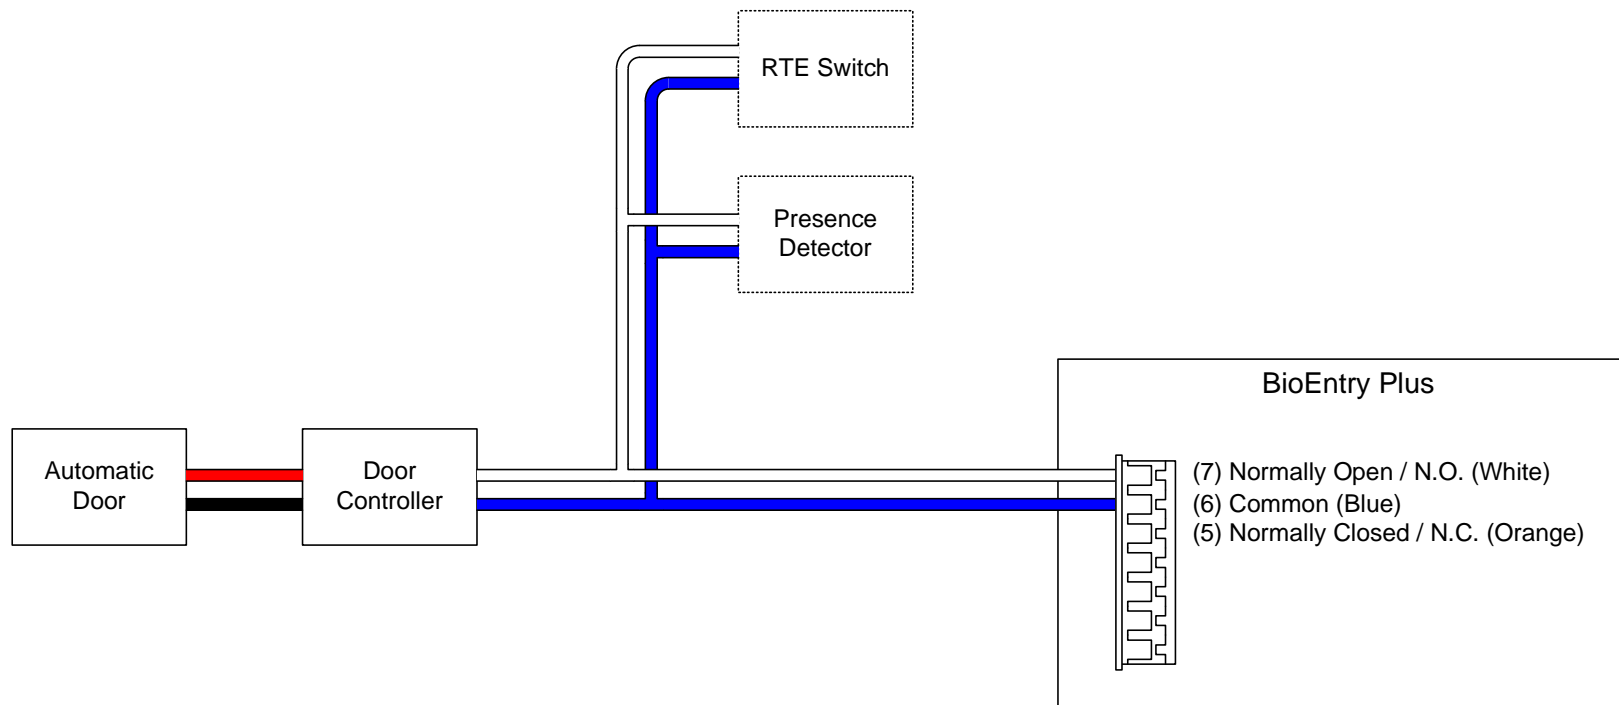 RTE Switch
Presence
Detector
BioEntry Plus
Automatic
Door
Door
Controller
(7) Normally Open / N.O. (White)
(6) Common (Blue)
(5) Normally Closed / N.C. (Orange)